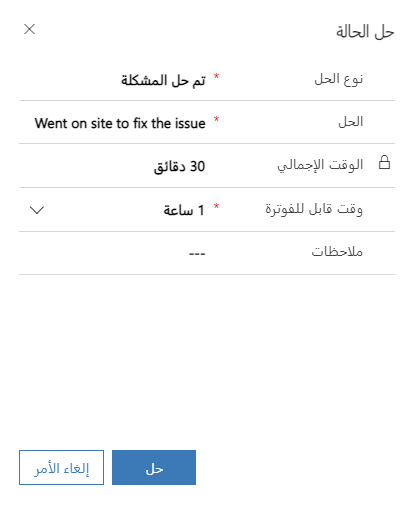 حل الحالة
نوع الحل * تم حل المشكلة
الحل * Went on site to fix the issue
الوقت الإجمالي 30 دقائق
وقت قابل للفوترة * 1 ساعة
ملاحظات ---
حل إلغاء الأمر